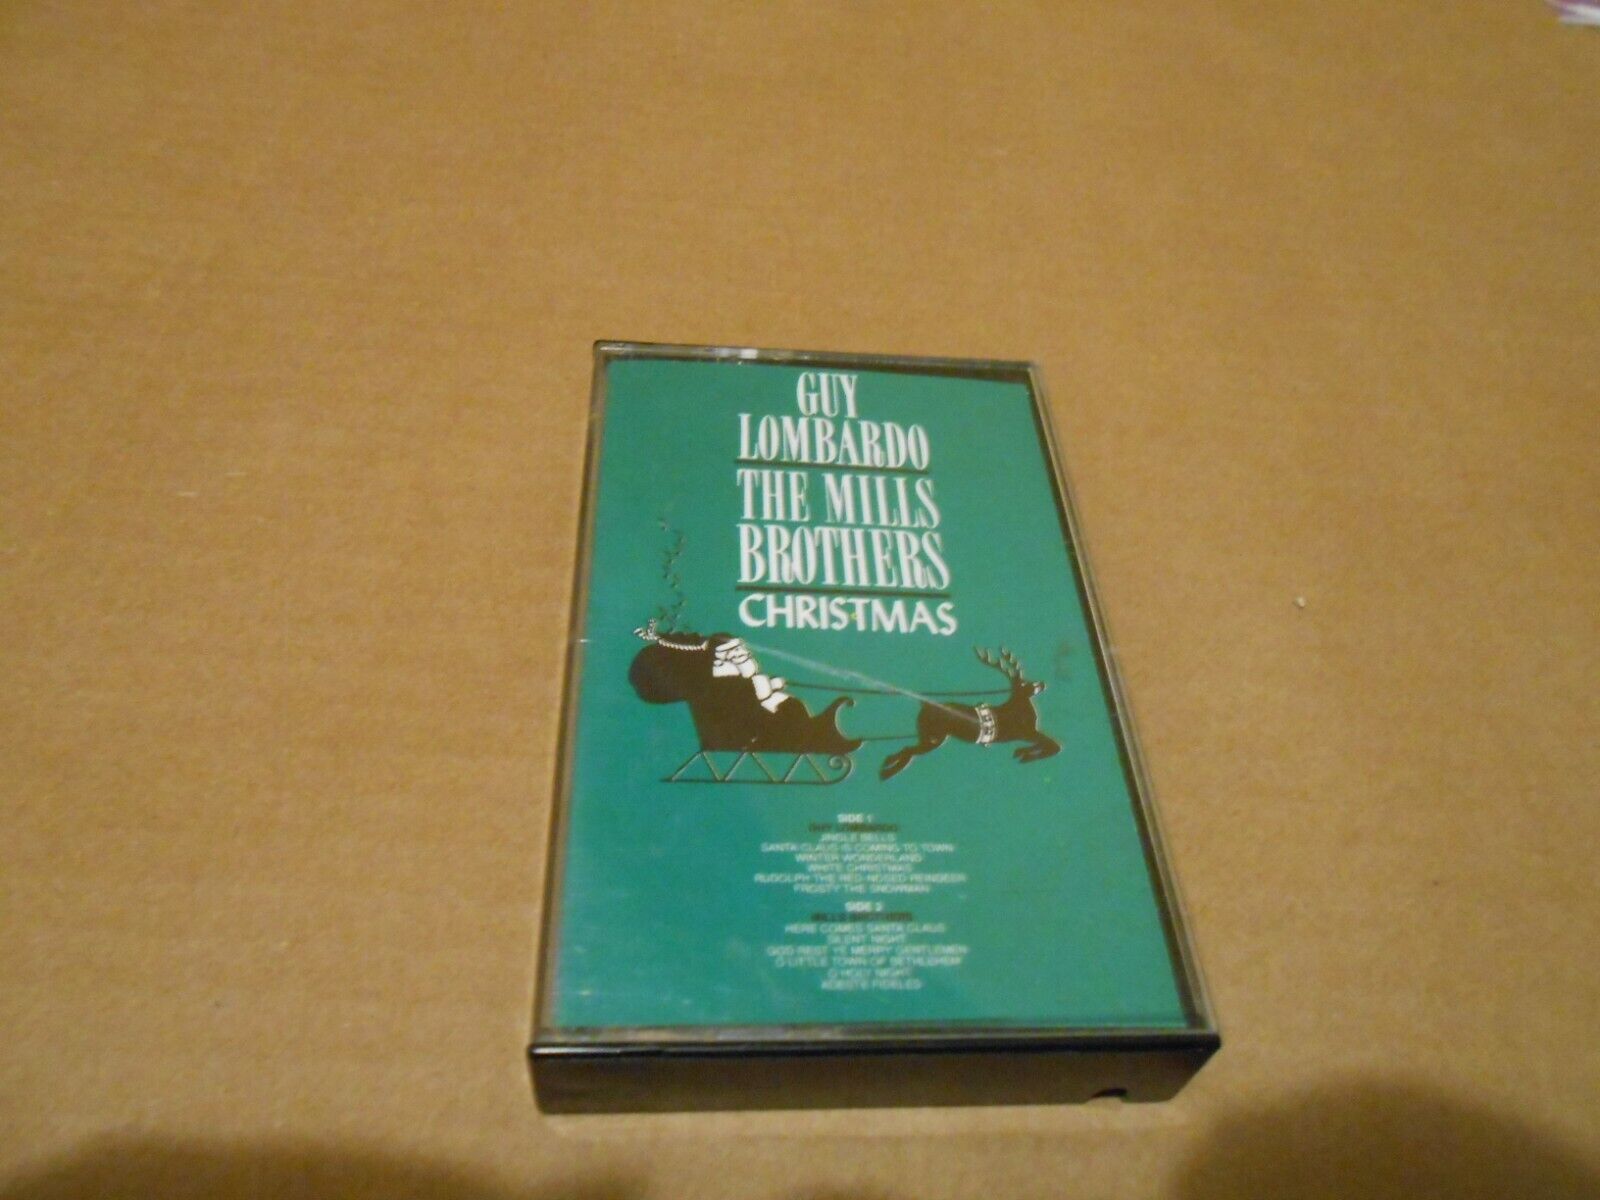 GUY
LOMBARDO
THE MILLS
BROTHERS
CHRISTMAS
SIDE 1
GUY LOMBARDO
JINGLE BELLS
SANTA CLAUS IS COMING TO TOWN
WINTER WONDERLAND
WHITE CHRISTMAS
RUDOLPH THE RED-NOSED REINDEER
FROSTY THE SNOWMAN
SIDE 2
MILLS BROTHERS
HERE COMES SANTA CLAUS
SILENT NIGHT
GOD REST YE MERRY GENTLEMEN
O LITTLE TOWN OF BETHLEHEM
O HOLY NIGHT
ADESTE FIDELES